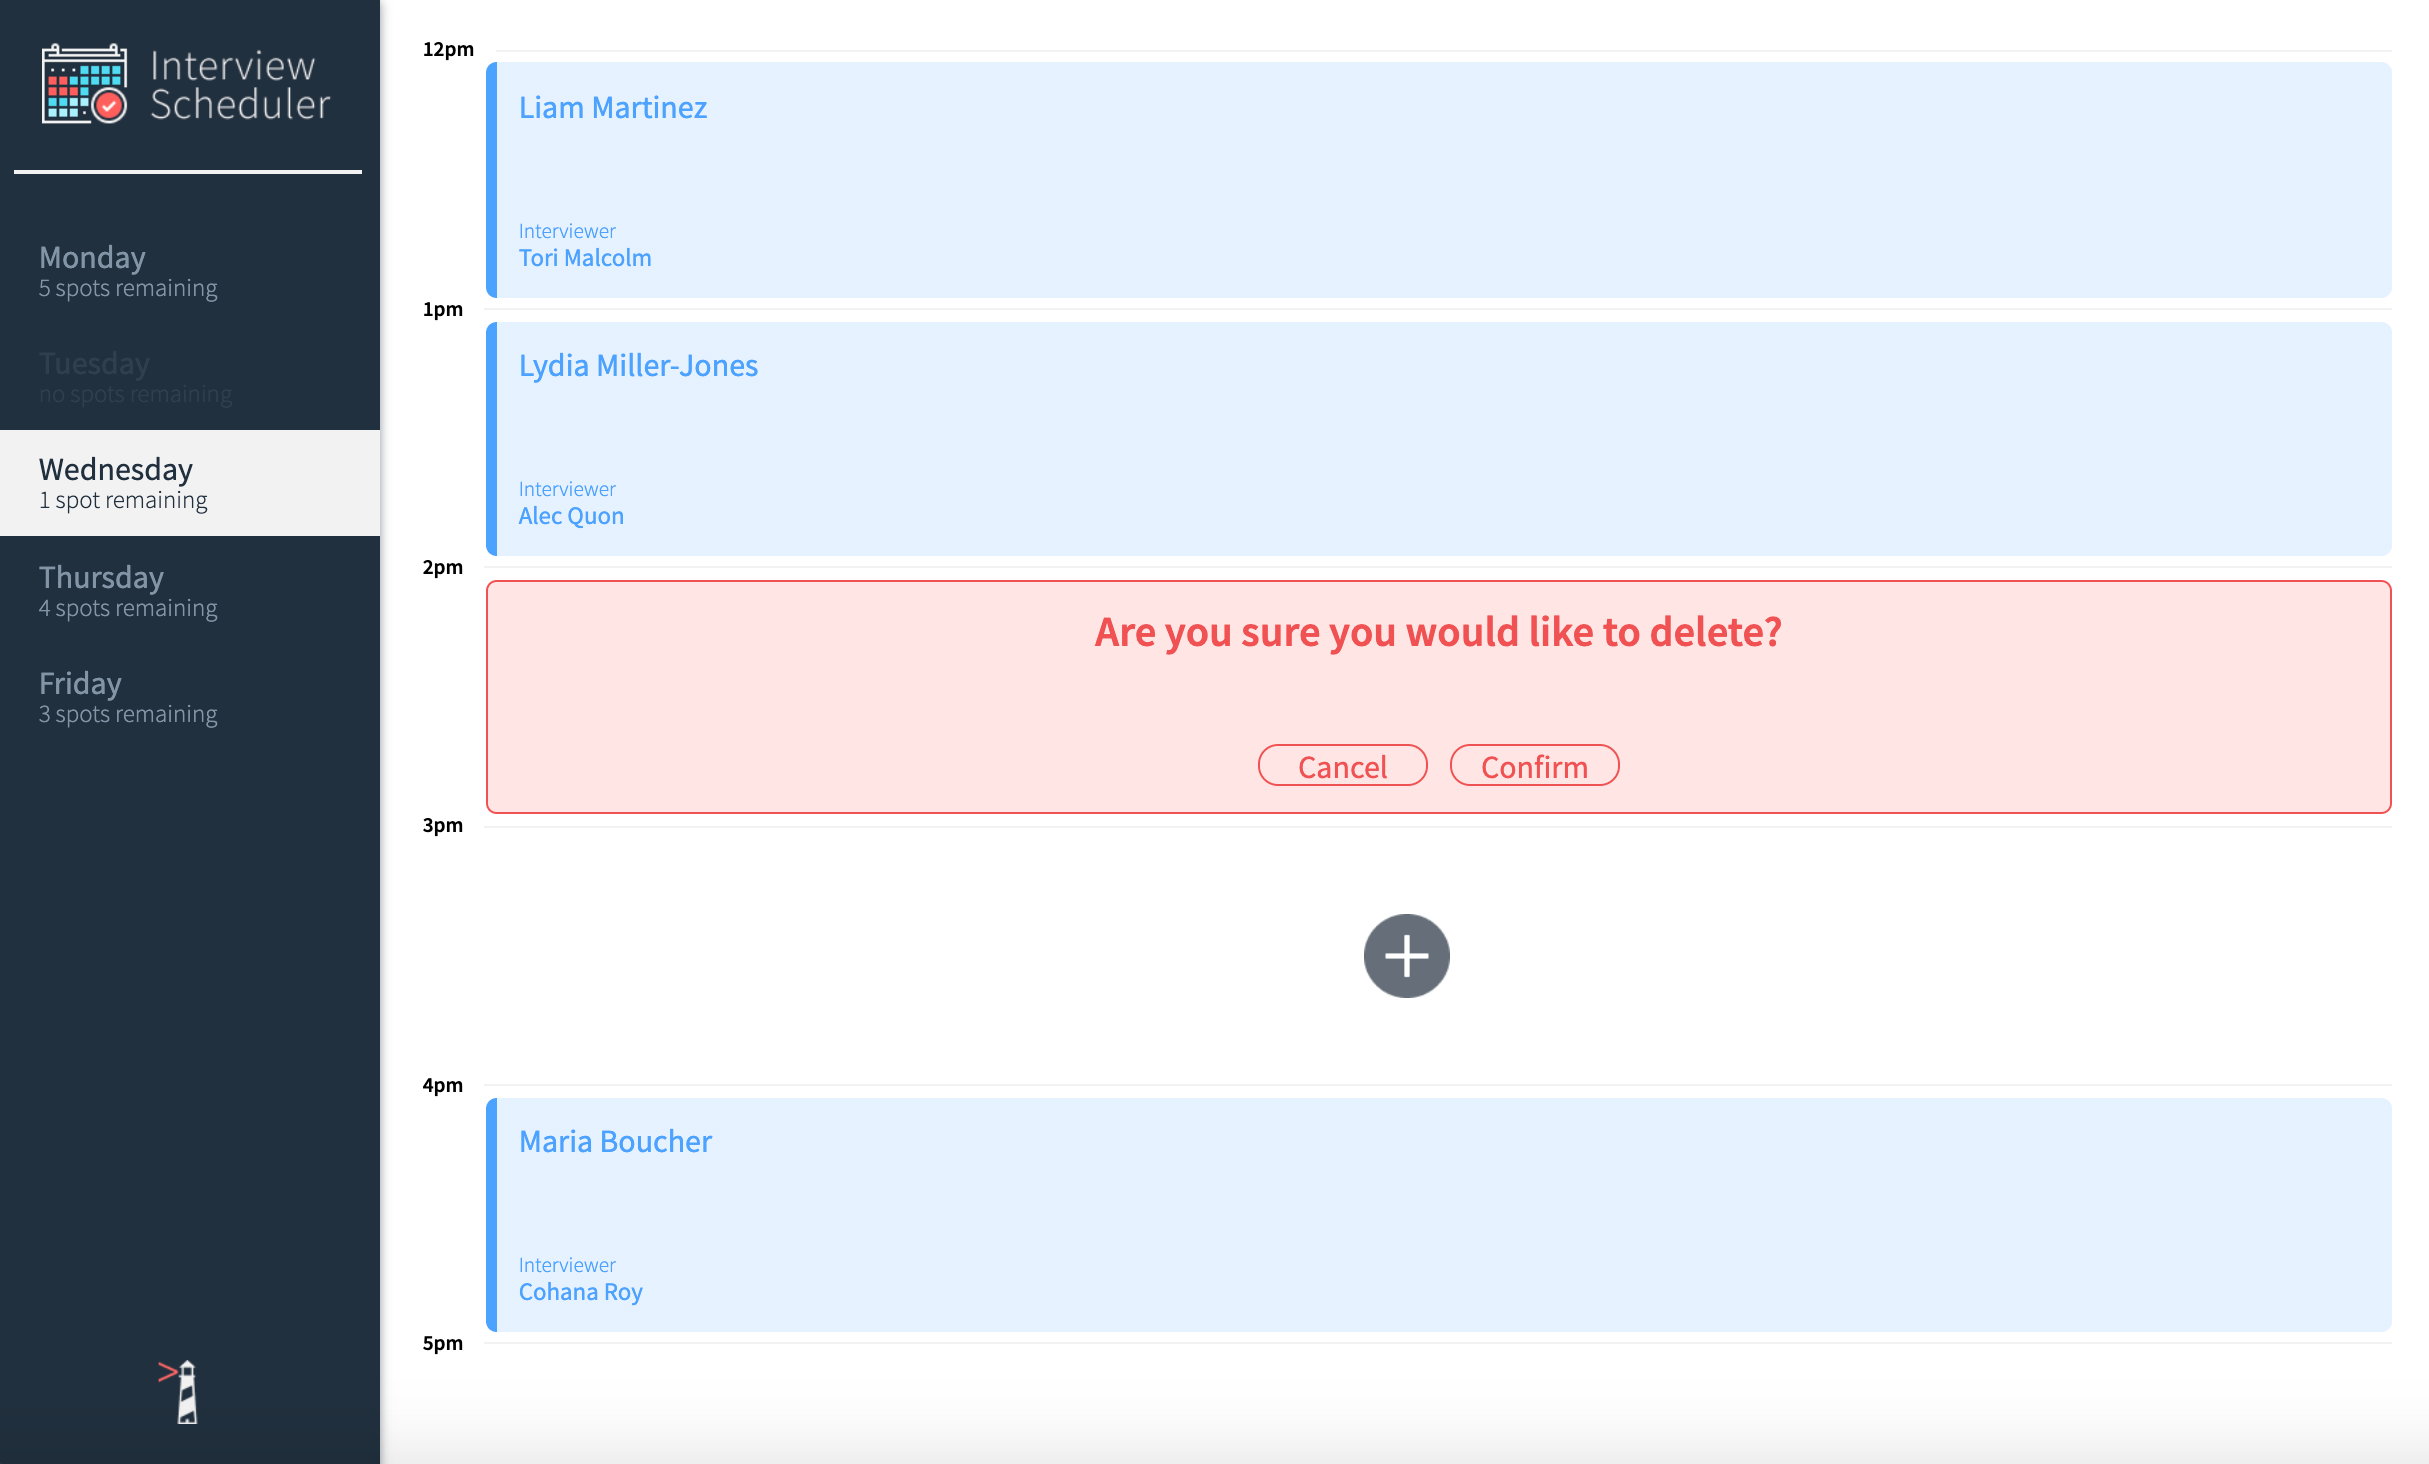 Interview
Scheduler
Monday
5 spots remaining
Tuesday
no spots remaining
Wednesday
1 spot remaining
Thursday
4 spots remaining
Friday
3 spots remaining
12pm
Liam Martinez
Interviewer
Tori Malcolm
1pm
Lydia Miller-Jones
Interviewer
Alec Quon
2pm
Are you sure you would like to delete?
Cancel
Confirm
3pm
4pm
Maria Boucher
Interviewer
Cohana Roy
5pm